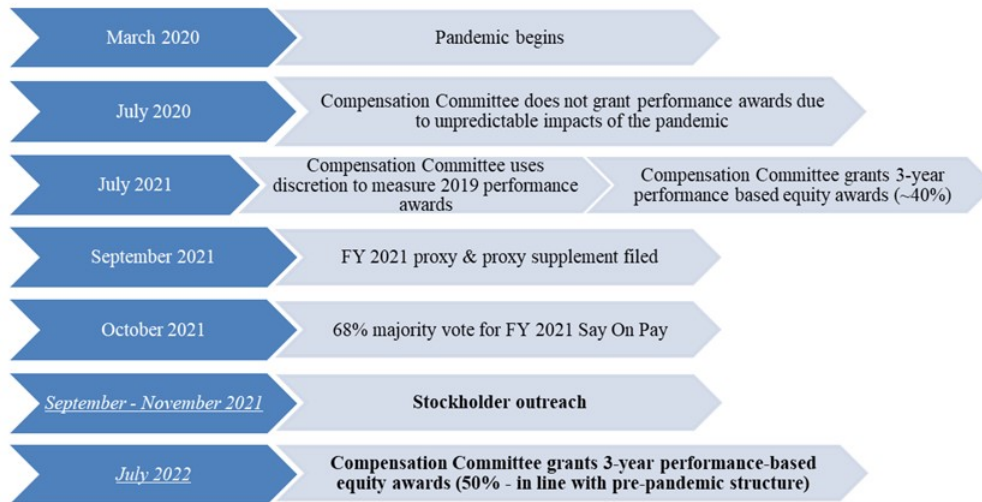 March 2020
Pandemic begins
July 2020
Compensation Committee does not grant performance awards due
to unpredictable impacts of the pandemic
July 2021
Compensation Committee uses
discretion to measure 2019 performance
awards
Compensation Committee grants 3-year
performance based equity awards (~40%)
September 2021
FY 2021 proxy & proxy supplement filed
October 2021
68% majority vote for FY 2021 Say On Pay
September - November 2021
Stockholder outreach
July 2022
Compensation Committee grants 3-year performance-based
equity awards (50% - in line with pre-pandemic structure)